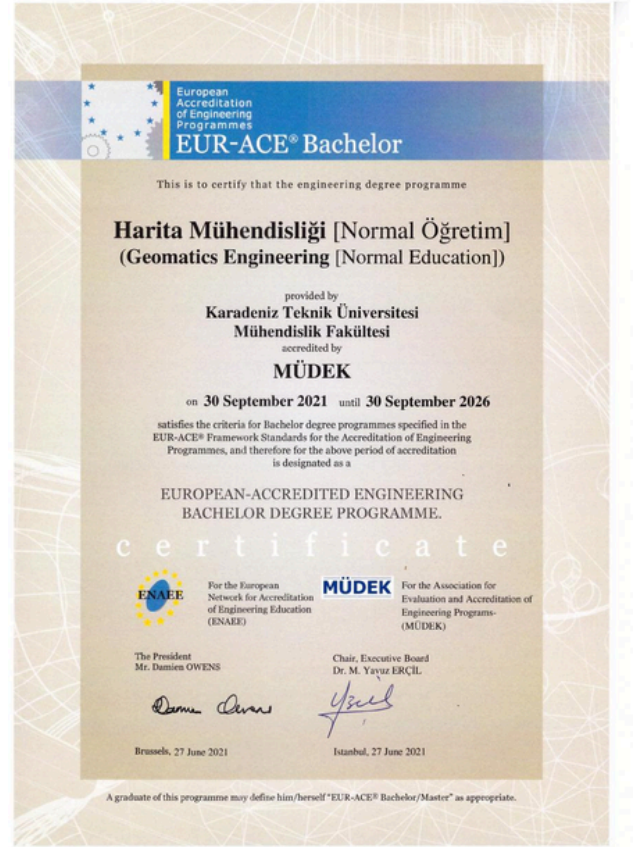 European
Accreditation
of Engineering
Programmes
EUR-ACE® Bachelor
This is to certify that the engineering degree programme
Harita Mühendisliği [Normal Öğretim]
(Geomatics Engineering [Normal Education])
provided by
Karadeniz Teknik Üniversitesi
Mühendislik Fakültesi
accredited by
MÜDEK
on 30 September 2021 until 30 September 2026
satisfies the criteria for Bachelor degree programmes specified in the
EUR-ACE® Framework Standards for the Accreditation of Engineering
Programmes, and therefore for the above period of accreditation
is designated as a
EUROPEAN-ACCREDITED ENGINEERING
BACHELOR DEGREE PROGRAMME.
certificate
ENAEE
For the European
Network for Accreditation
of Engineering Education
(ENAEE)
MÜDEK
For the Association for
Evaluation and Accreditation of
Engineering Programs-
(MÜDEK)
The President
Mr. Damien OWENS
Chair, Executive Board
Dr. M. Yavuz ERÇİL
Damien Owens
Brussels, 27 June 2021
Istanbul, 27 June 2021
A graduate of this programme may define him/herself "EUR-ACE® Bachelor/Master" as appropriate.